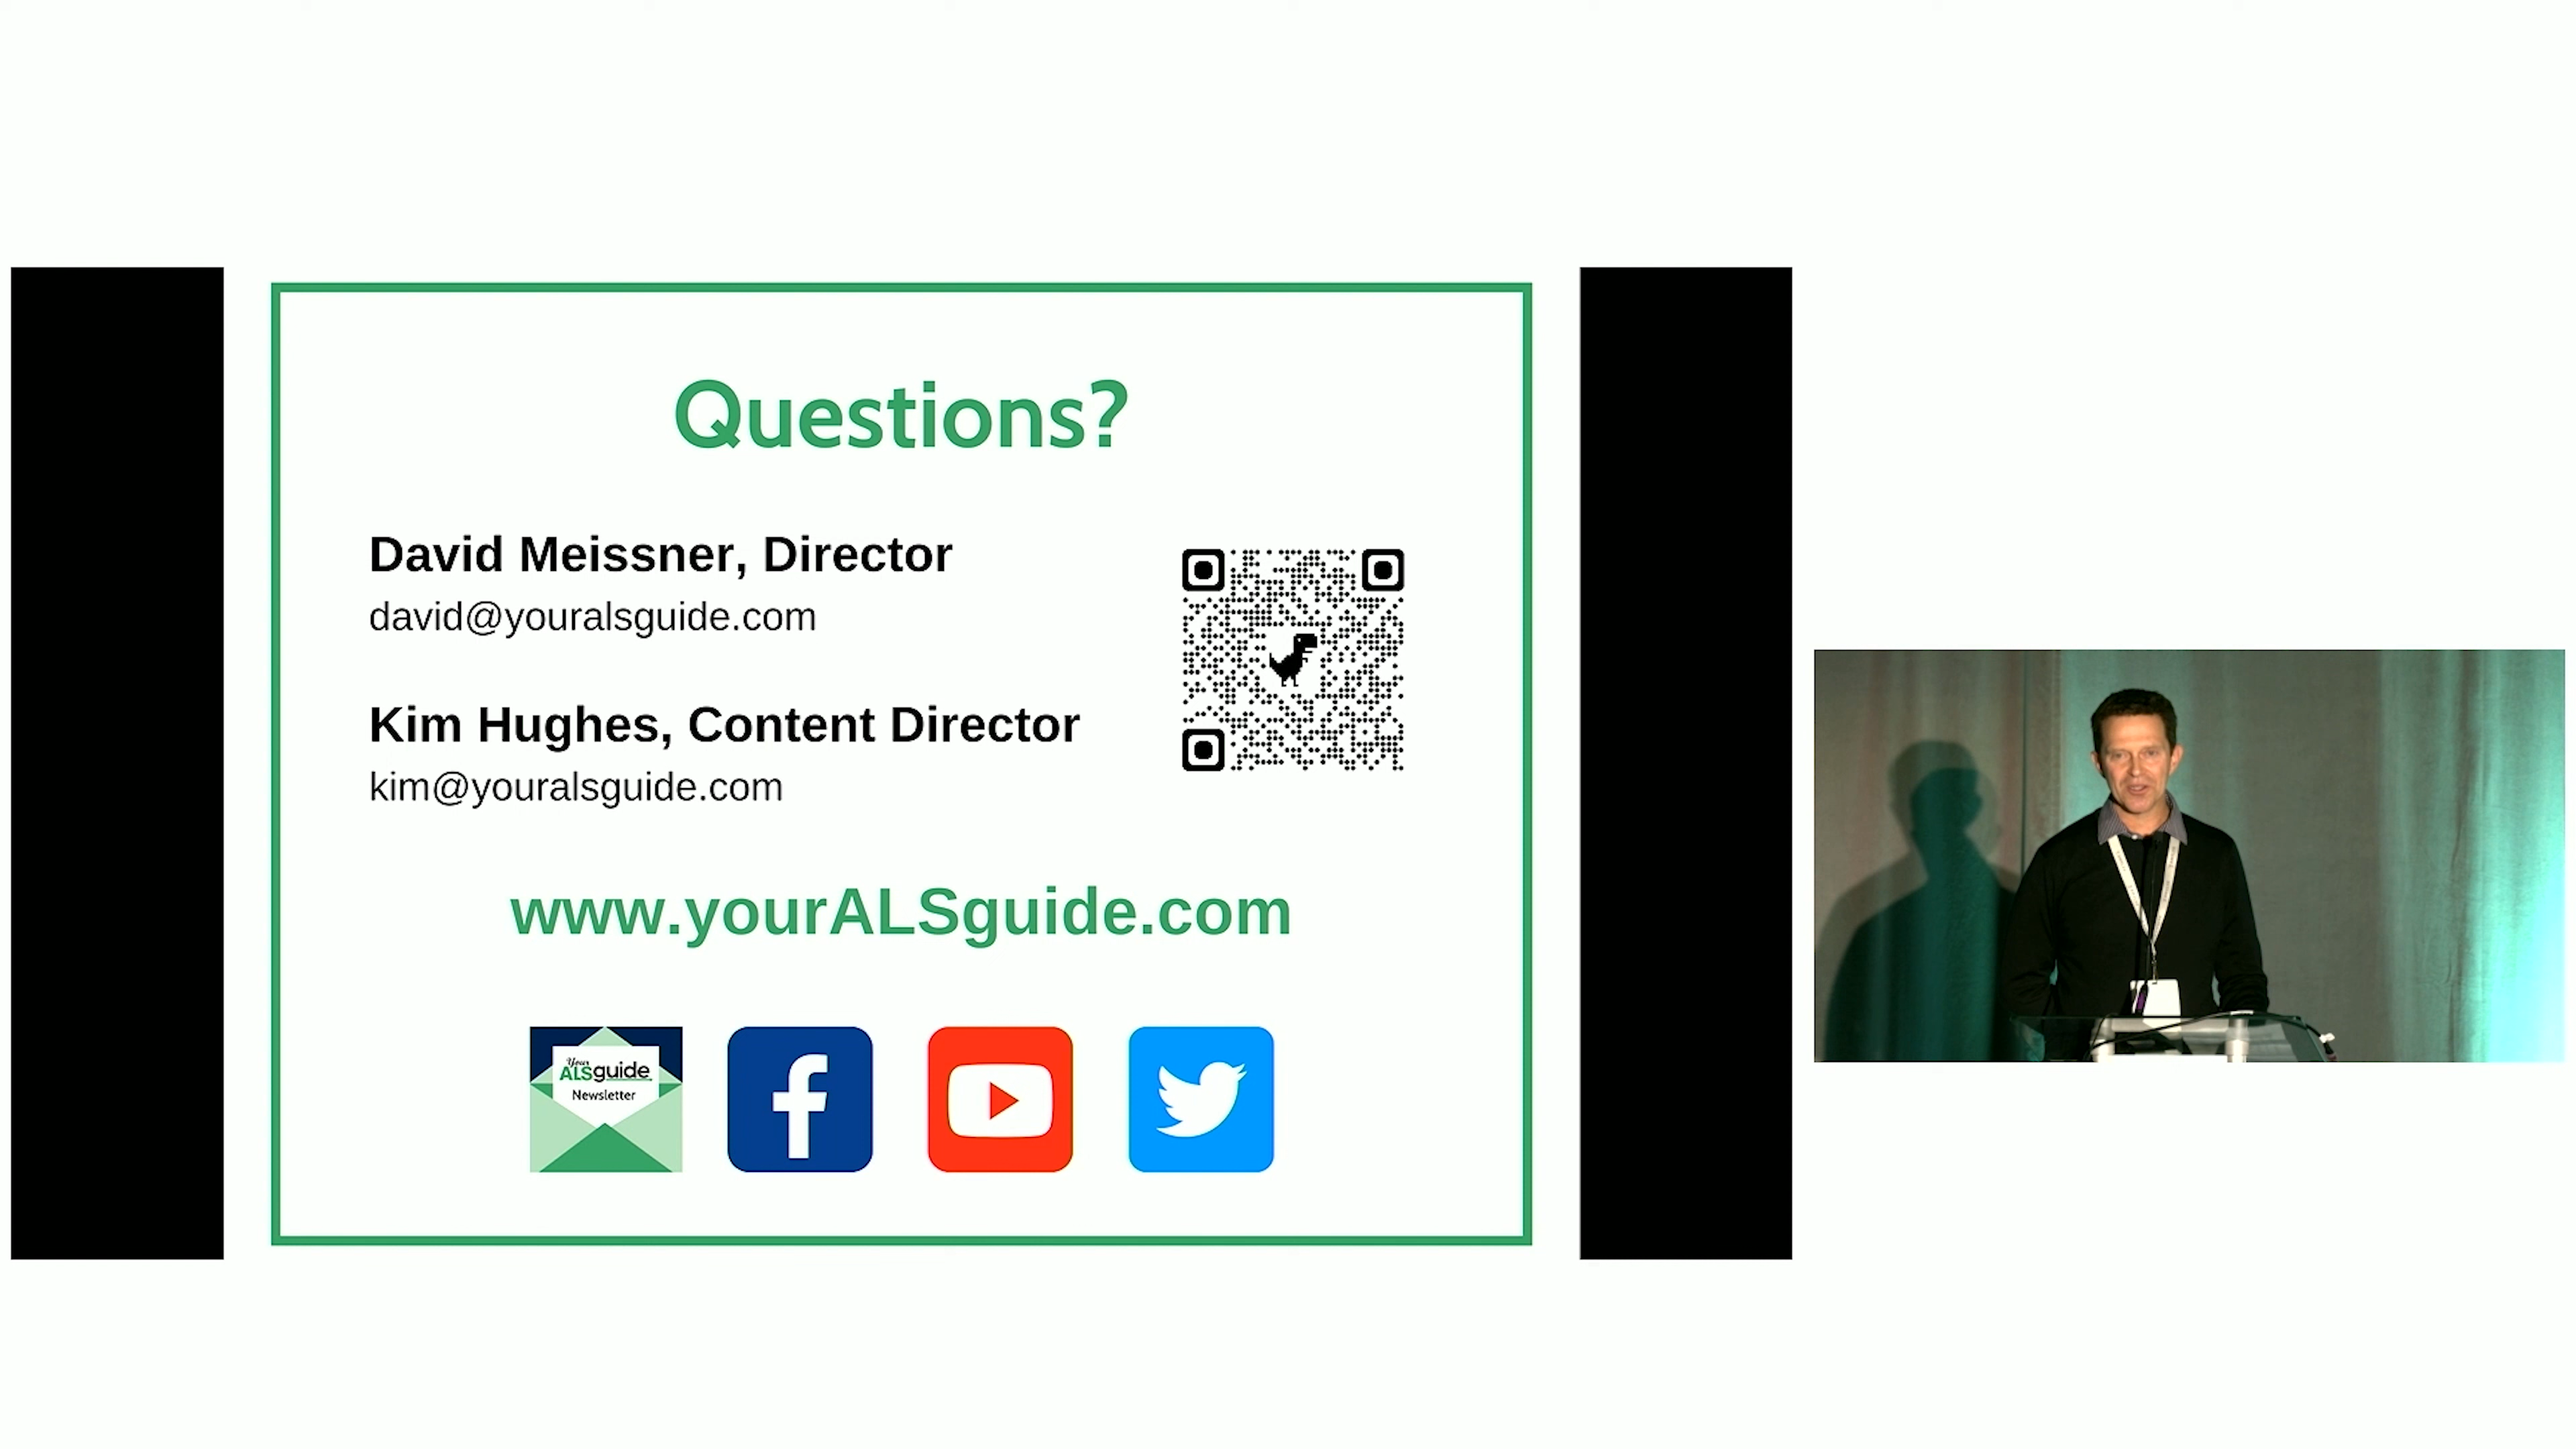 Questions?
David Meissner, Director
david@youralsguide.com
Kim Hughes, Content Director
kim@youralsguide.com
www.yourALSguide.com
Your
ALSguide
Newsletter